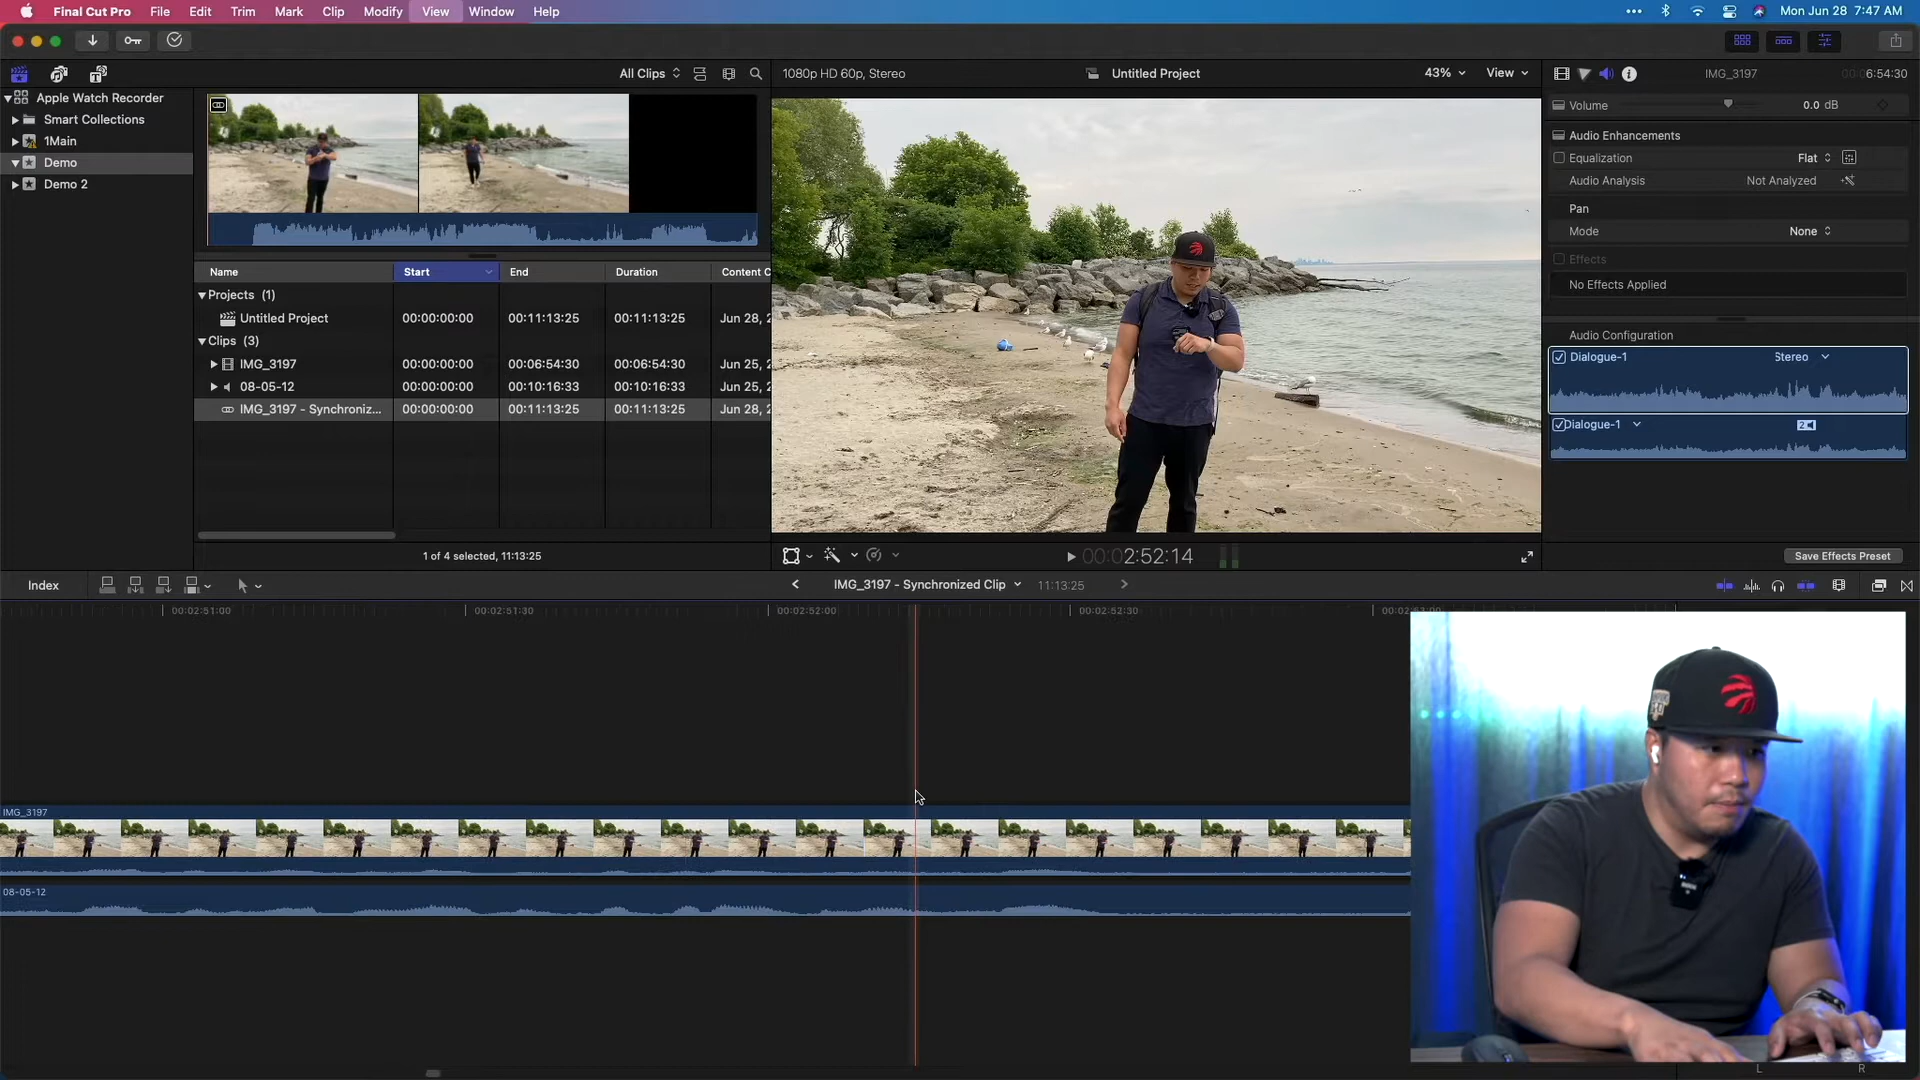 Final Cut Pro File Edit Trim Mark Clip Modify View Window Help
Mon Jun 28 7:47 AM
All Clips
1080p HD 60p, Stereo
Untitled Project
43%
View
IMG_3197
6:54:30
Apple Watch Recorder
Smart Collections
1Main
Demo
Demo 2
Name Start End Duration Content C
Projects (1)
Untitled Project 00:00:00:00 00:11:13:25 00:11:13:25 Jun 28, 2
Clips (3)
IMG_3197 00:00:00:00 00:06:54:30 00:06:54:30 Jun 25, 2
08-05-12 00:00:00:00 00:10:16:33 00:10:16:33 Jun 25, 2
IMG_3197 - Synchroniz... 00:00:00:00 00:11:13:25 00:11:13:25 Jun 28, 2
1 of 4 selected, 11:13:25
00:02:52:14
Volume 0.0 dB
Audio Enhancements
Equalization Flat
Audio Analysis Not Analyzed
Pan
Mode None
Effects
No Effects Applied
Audio Configuration
Dialogue-1 Stereo
Dialogue-1 2
Save Effects Preset
Index
IMG_3197 - Synchronized Clip
11:13:25
00:02:51:00 00:02:51:30 00:02:52:00 00:02:52:30 00:02:53:00
IMG_3197
08-05-12
L R